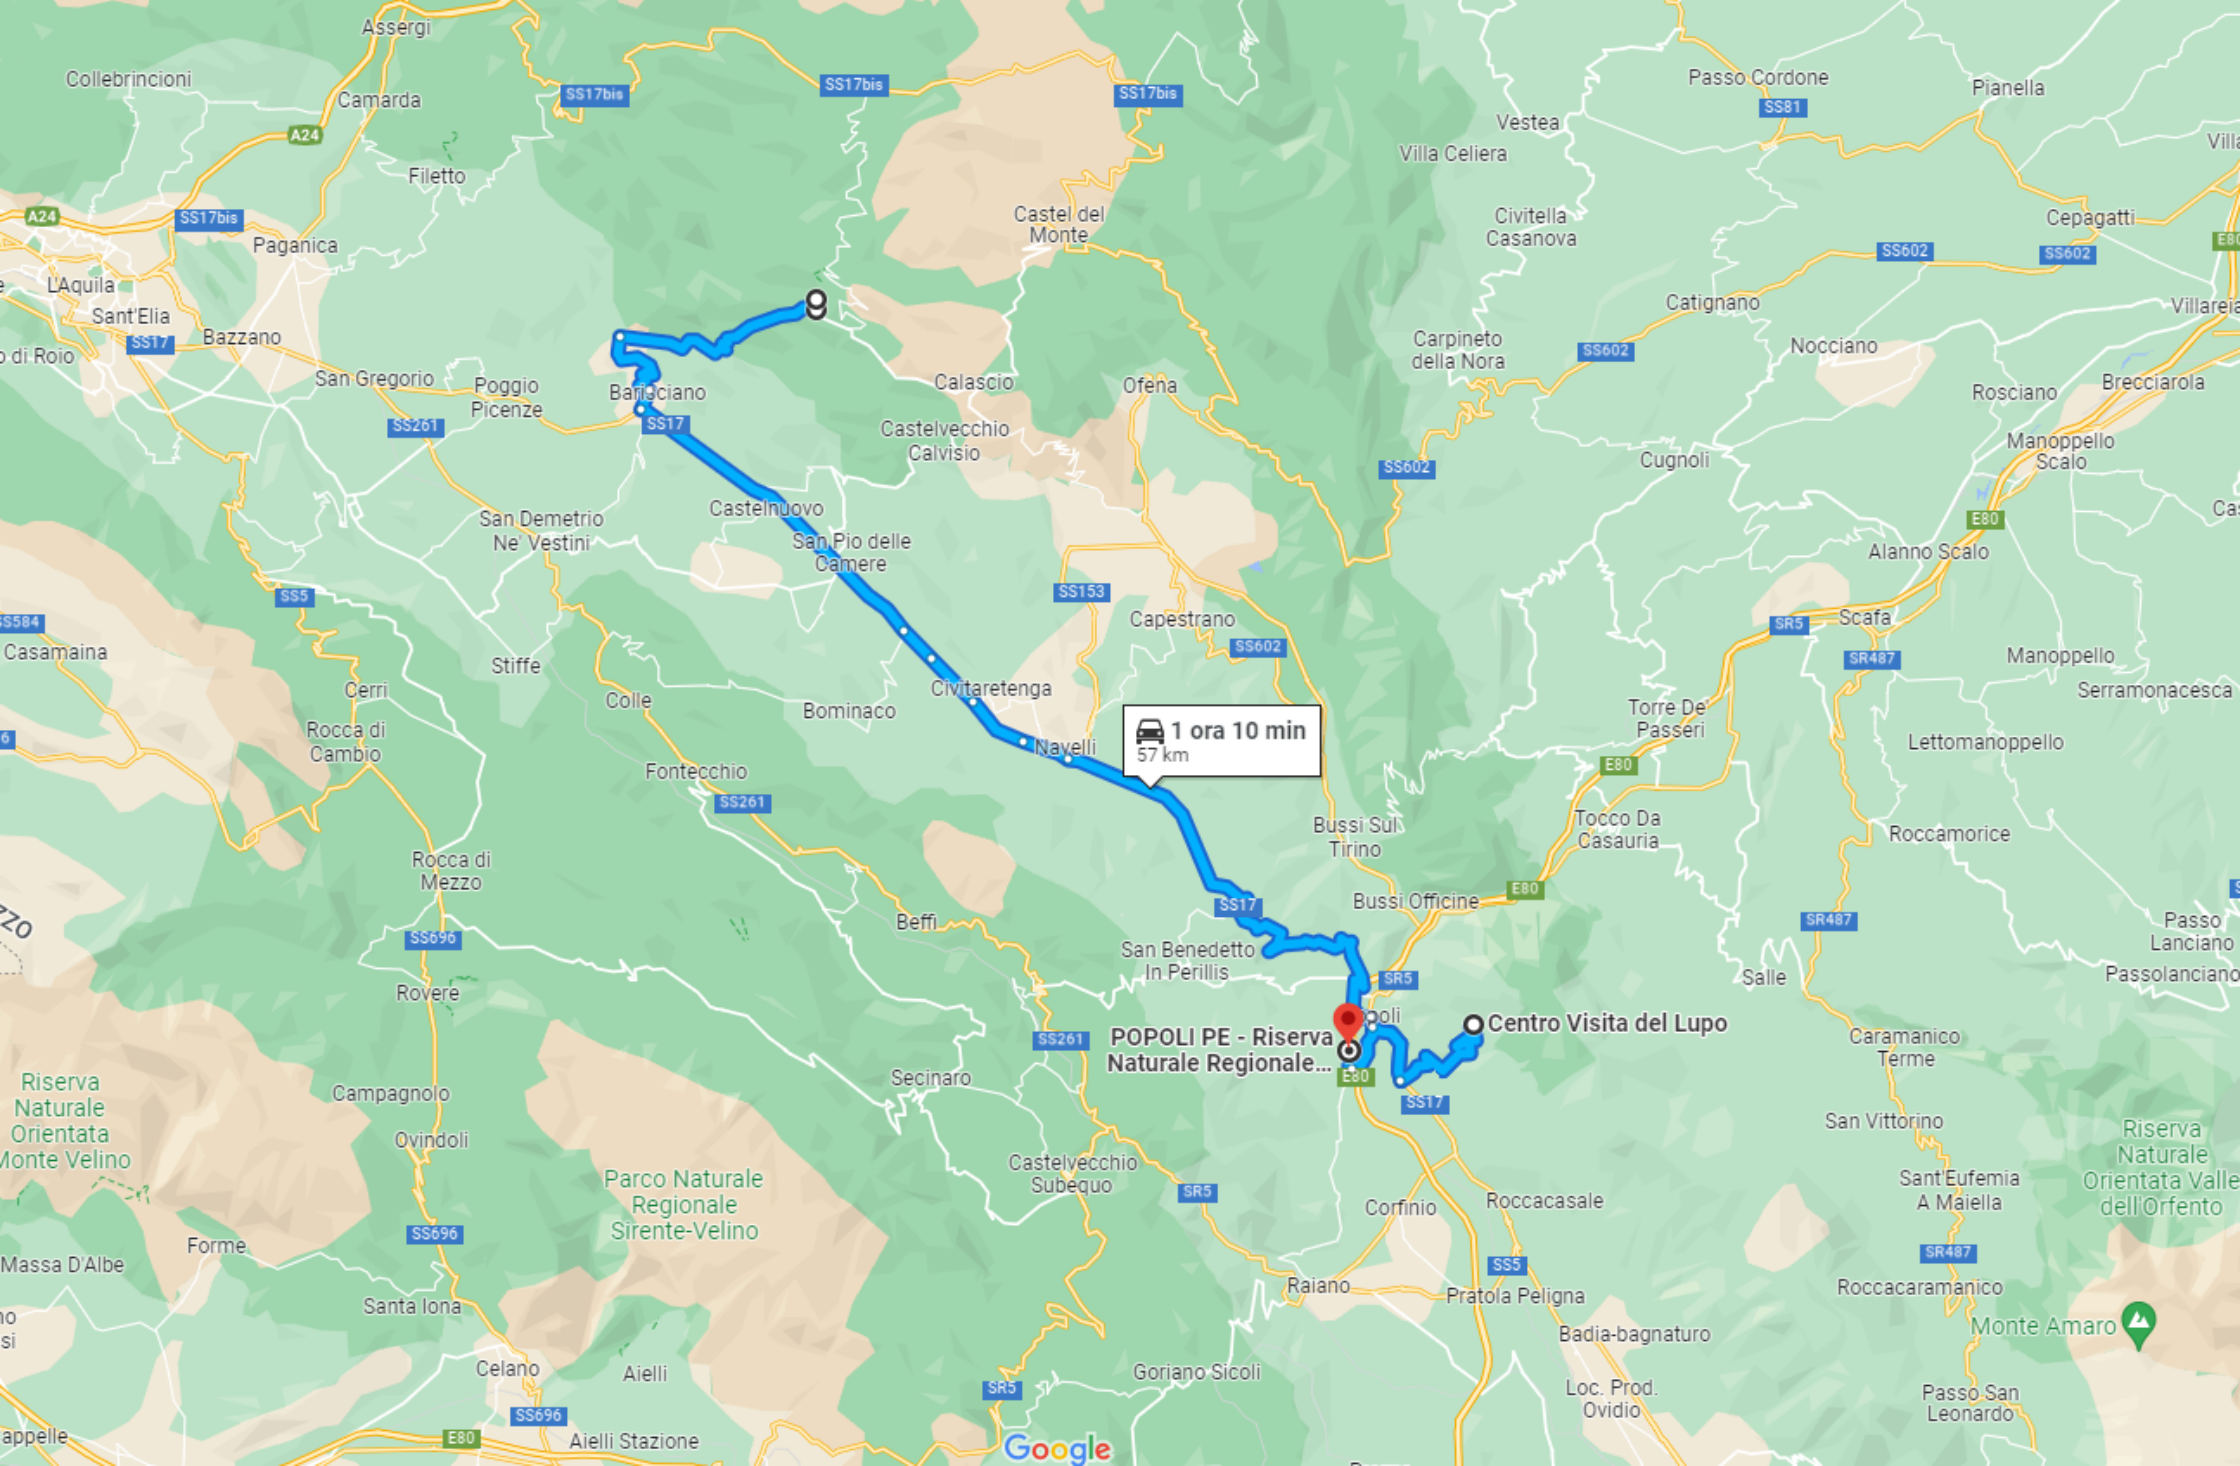 Assergi
Collebrincioni
Camarda
SS17bis
SS17bis
SS17bis
Passo Cordone
Pianella
SS81
A24
Vestea
Villa Celiera
Filetto
A24
SS17bis
Paganica
Castel del
Monte
Civitella
Casanova
Cepagatti
SS602
SS602
L'Aquila
Sant'Elia
SS17
Bazzano
o di Roio
Catignano
Villareia
Carpineto
della Nora
SS602
Nocciano
San Gregorio
Poggio
Picenze
Barisciano
SS17
SS261
Calascio
Ofena
Rosciano
Brecciarola
Castelvecchio
Calvisio
SS602
Cugnoli
Manoppello
Scalo
Castelnuovo
San Demetrio
Ne' Vestini
San Pio delle
Camere
E80
Alanno Scalo
SS5
SS584
SS153
Capestrano
SS602
SR5
Scafa
SR487
Casamaina
Stiffe
Manoppello
Serramonacesca
Cerri
Colle
Civitaretenga
Bominaco
Rocca di
Cambio
Navelli
1 ora 10 min
57 km
Torre De'
Passeri
Lettomanoppello
E80
Fontecchio
SS261
Bussi Sul
Tirino
Tocco Da
Casauria
Roccamorice
Rocca di
Mezzo
Beffi
SS17
Bussi Officine
E80
SR487
Passo
Lanciano
SS696
San Benedetto
In Perillis
SR5
Salle
Passolanciano
Rovere
POPOLI PE - Riserva
Naturale Regionale...
Centro Visita del Lupo
SS261
E80
SS17
Caramanico
Terme
Riserva
Naturale
Orientata
Monte Velino
Campagnolo
Secinaro
San Vittorino
Ovindoli
Castelvecchio
Subequo
SR5
Riserva
Naturale
Orientata Valle
dell'Orfento
Parco Naturale
Regionale
Sirente-Velino
Corfinio
Roccacasale
Sant'Eufemia
A Maiella
SS696
Forme
Massa D'Albe
SS5
SR487
Raiano
Pratola Peligna
Roccacaramanico
Santa Iona
Badia-bagnaturo
Monte Amaro
Celano
Aielli
Goriano Sicoli
SR5
Loc. Prod.
Ovidio
Passo San
Leonardo
SS696
E80
Aielli Stazione
Google